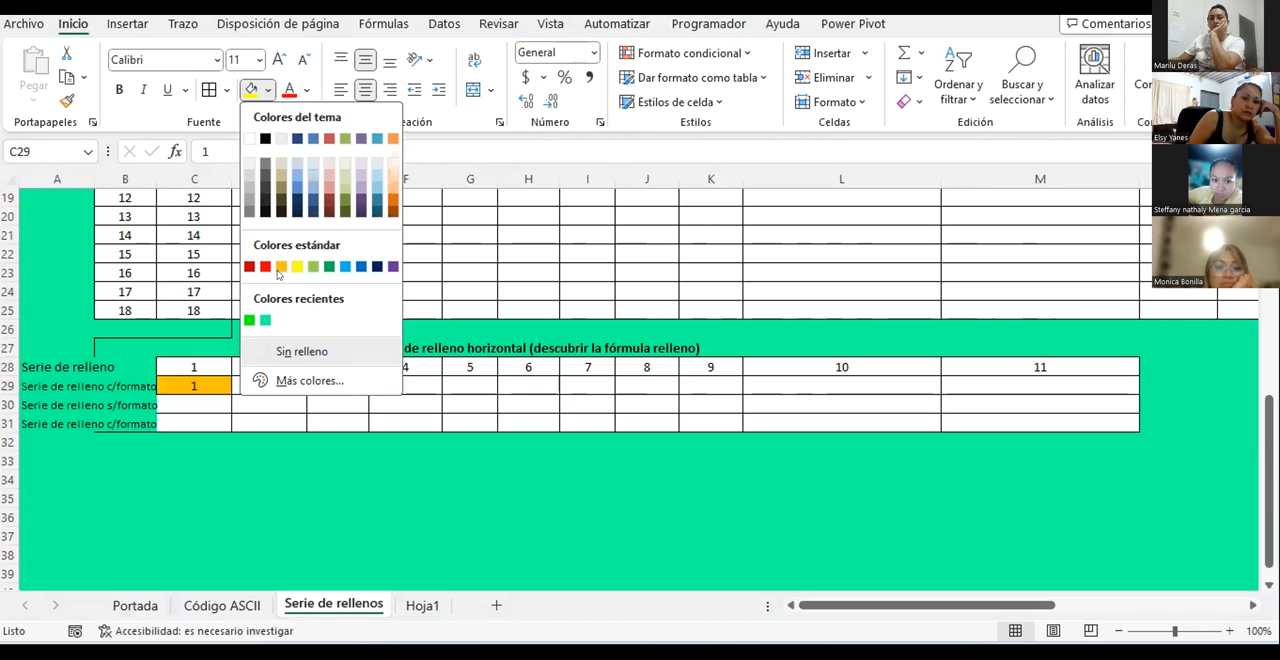 Archivo Inicio Insertar Trazo Disposición de página Fórmulas Datos Revisar Vista Automatizar Programador Ayuda Power Pivot Comentarios
Pegar
Calibri 11
General
$ %
Formato condicional
Dar formato como tabla
Estilos de celda
Insertar
Eliminar
Formato
Ordenar y
filtrar
Buscar y
seleccionar
Analizar
datos
Portapapeles Fuente Número Estilos Celdas Edición Análisis
C29 fx 1
Colores del tema
Colores estándar
Colores recientes
Sin relleno
Más colores...
A B C F G H I J K L M
19 12 12
20 13 13
21 14 14
22 15 15
23 16 16
24 17 17
25 18 18
26
27 de relleno horizontal (descubrir la fórmula relleno)
28 Serie de relleno 1 4 5 6 7 8 9 10 11
29 Serie de relleno c/formato 1
30 Serie de relleno s/formato
31 Serie de relleno c/formato
32
33
34
35
36
37
38
39
Portada Código ASCII Serie de rellenos Hoja1
Listo Accesibilidad: es necesario investigar 100%
Marilu Deras
Elsy Yanes
Steffany nathaly Mena garcia
Monica Bonilla